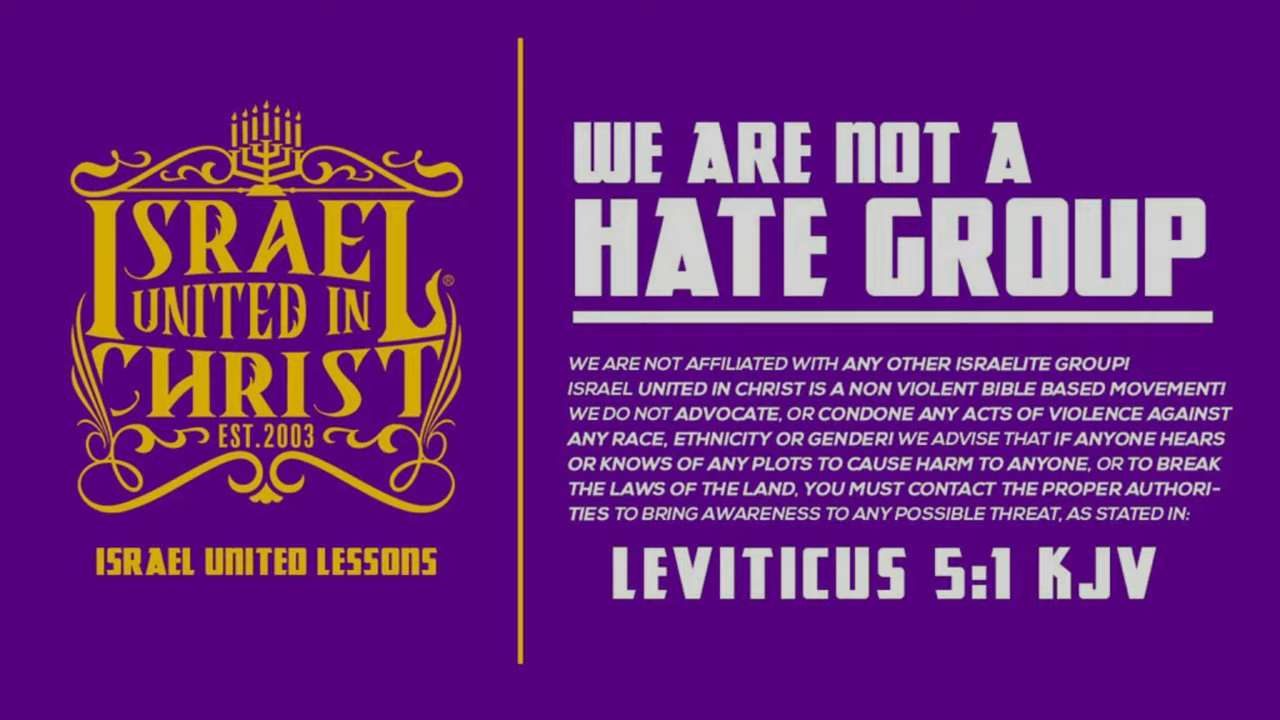 ISRAEL
UNITED IN
CHRIST
®
EST.2003
ISRAEL UNITED LESSONS
WE ARE NOT A
HATE GROUP
WE ARE NOT AFFILIATED WITH ANY OTHER ISRAELITE GROUP!
ISRAEL UNITED IN CHRIST IS A NON VIOLENT BIBLE BASED MOVEMENT!
WE DO NOT ADVOCATE, OR CONDONE ANY ACTS OF VIOLENCE AGAINST
ANY RACE, ETHNICITY OR GENDER! WE ADVISE THAT IF ANYONE HEARS
OR KNOWS OF ANY PLOTS TO CAUSE HARM TO ANYONE, OR TO BREAK
THE LAWS OF THE LAND, YOU MUST CONTACT THE PROPER AUTHORI-
TIES TO BRING AWARENESS TO ANY POSSIBLE THREAT, AS STATED IN:
LEVITICUS 5:1 KJV